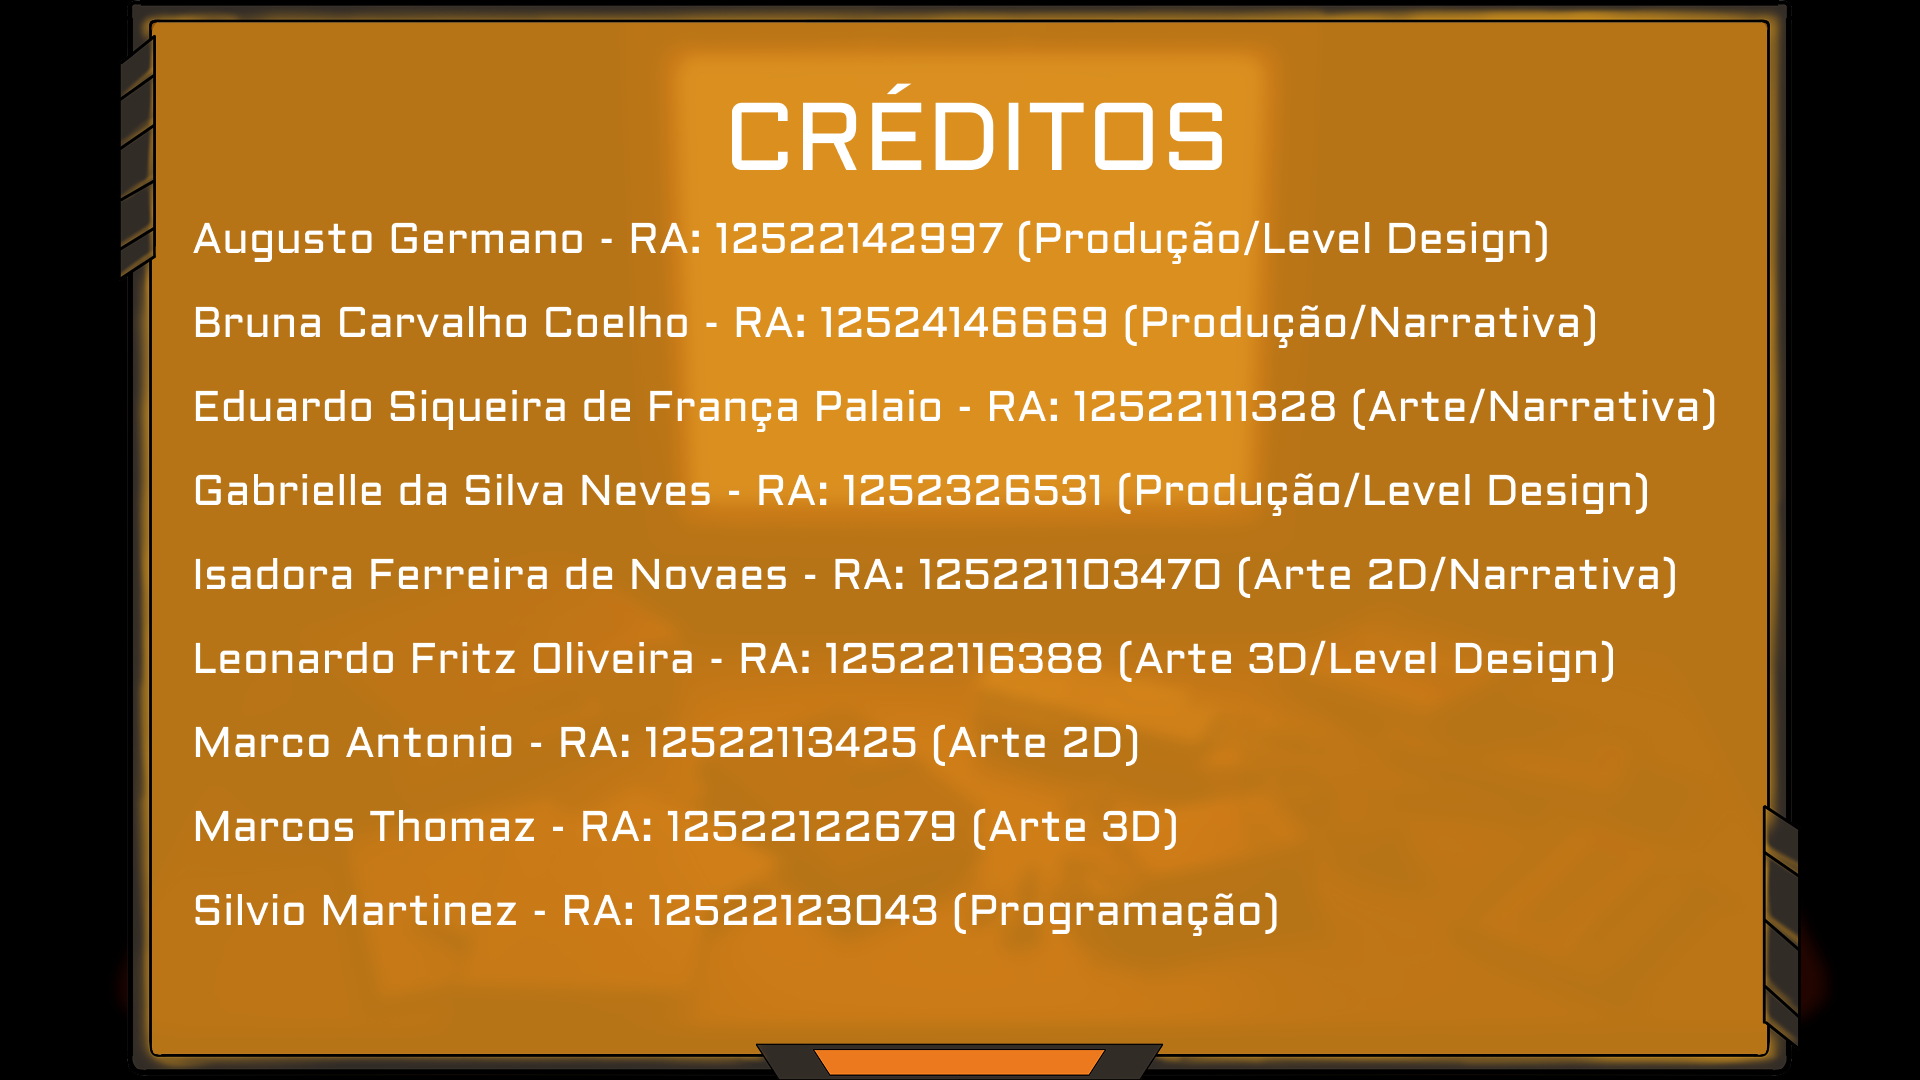 CRÉDITOS
Augusto Germano - RA: 12522142997 (Produção/Level Design)
Bruna Carvalho Coelho - RA: 12524146669 (Produção/Narrativa)
Eduardo Siqueira de França Palaio - RA: 12522111328 (Arte/Narrativa)
Gabrielle da Silva Neves - RA: 1252326531 (Produção/Level Design)
Isadora Ferreira de Novaes - RA: 125221103470 (Arte 2D/Narrativa)
Leonardo Fritz Oliveira - RA: 12522116388 (Arte 3D/Level Design)
Marco Antonio - RA: 12522113425 (Arte 2D)
Marcos Thomaz - RA: 12522122679 (Arte 3D)
Silvio Martinez - RA: 12522123043 (Programação)